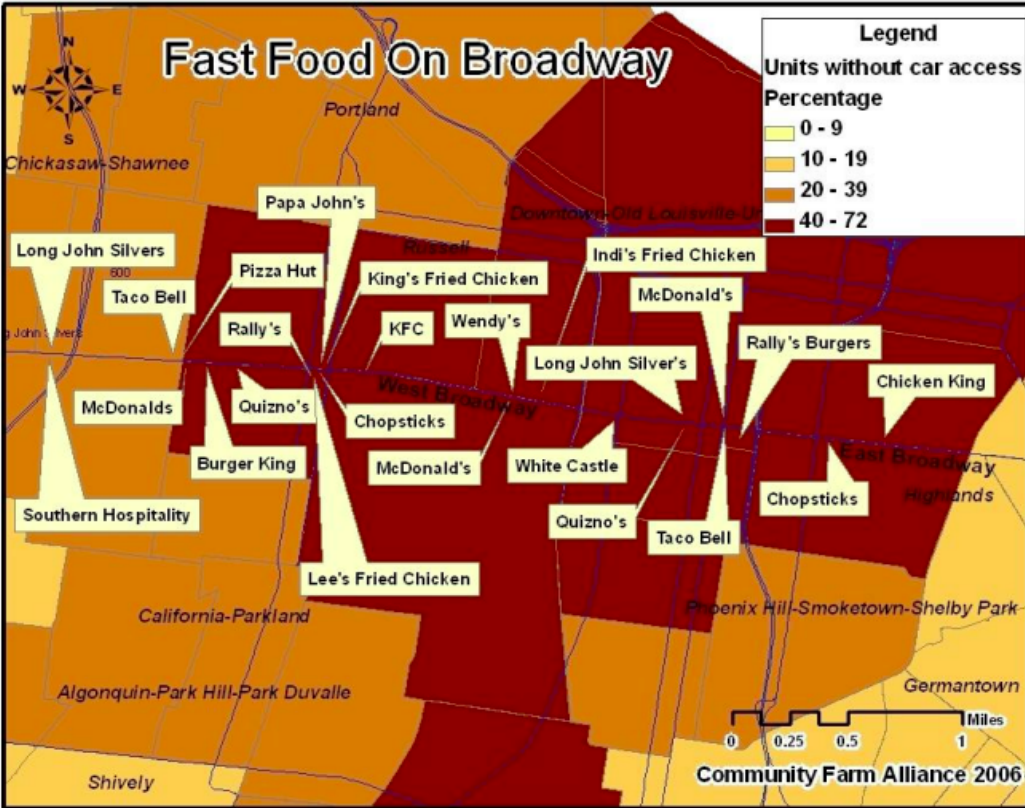 Fast Food On Broadway
N
W E
S
Legend
Units without car access
Percentage
0 - 9
10 - 19
20 - 39
40 - 72
Portland
Chickasaw-Shawnee
Papa John's
Downtown-Old Louisville-Un
Russell
Long John Silvers
600
Pizza Hut
King's Fried Chicken
Indi's Fried Chicken
Taco Bell
McDonald's
Rally's
KFC
Wendy's
g John Silver's
Long John Silver's
Rally's Burgers
West Broadway
Chicken King
McDonalds
Quizno's
Chopsticks
Burger King
McDonald's
White Castle
East Broadway
Highlands
Southern Hospitality
Quizno's
Chopsticks
Taco Bell
Lee's Fried Chicken
California-Parkland
Phoenix Hill-Smoketown-Shelby Park
Algonquin-Park Hill-Park Duvalle
Germantown
Miles
0 0.25 0.5 1
Shively
Community Farm Alliance 2006